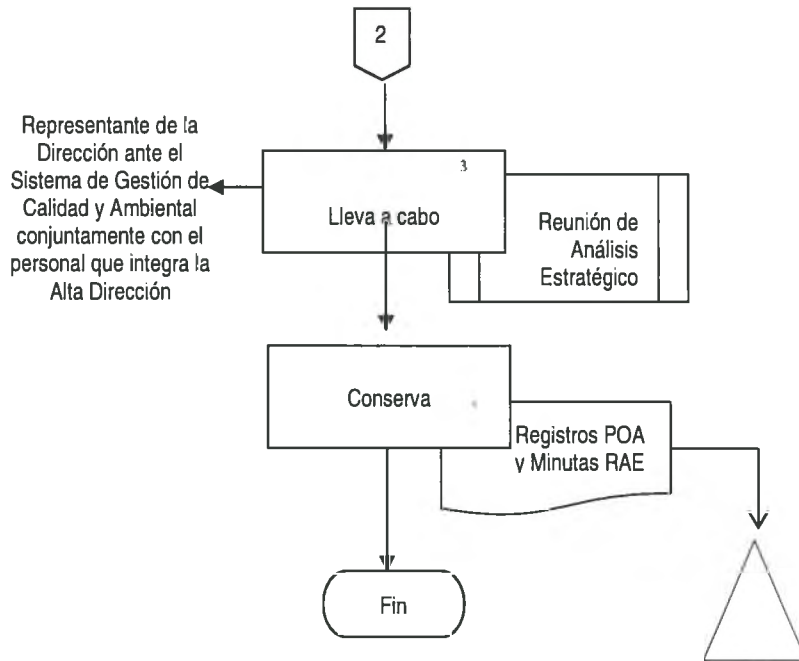 2
Representante de la
Dirección ante el
Sistema de Gestión de
Calidad y Ambiental
conjuntamente con el
personal que integra la
Alta Dirección
3
Lleva a cabo
Reunión de
Análisis
Estratégico
Conserva
Registros POA
y Minutas RAE
Fin